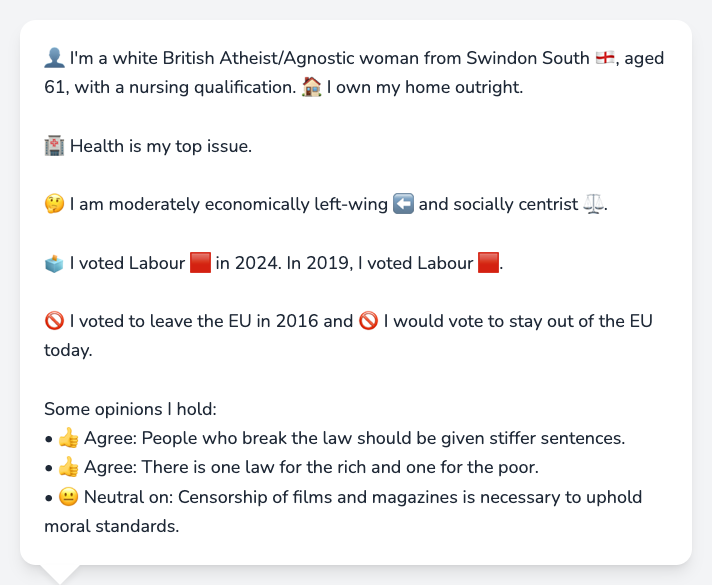 👤 I'm a white British Atheist/Agnostic woman from Swindon South 🏴󠁧󠁢󠁥󠁮󠁧󠁿, aged
61, with a nursing qualification. 🏠 I own my home outright.
🏥 Health is my top issue.
🤔 I am moderately economically left-wing ⬅️ and socially centrist ⚖️.
🗳️ I voted Labour 🟥 in 2024. In 2019, I voted Labour 🟥.
🚫 I voted to leave the EU in 2016 and 🚫 I would vote to stay out of the EU
today.
Some opinions I hold:
• 👍 Agree: People who break the law should be given stiffer sentences.
• 👍 Agree: There is one law for the rich and one for the poor.
• 😐 Neutral on: Censorship of films and magazines is necessary to uphold
moral standards.